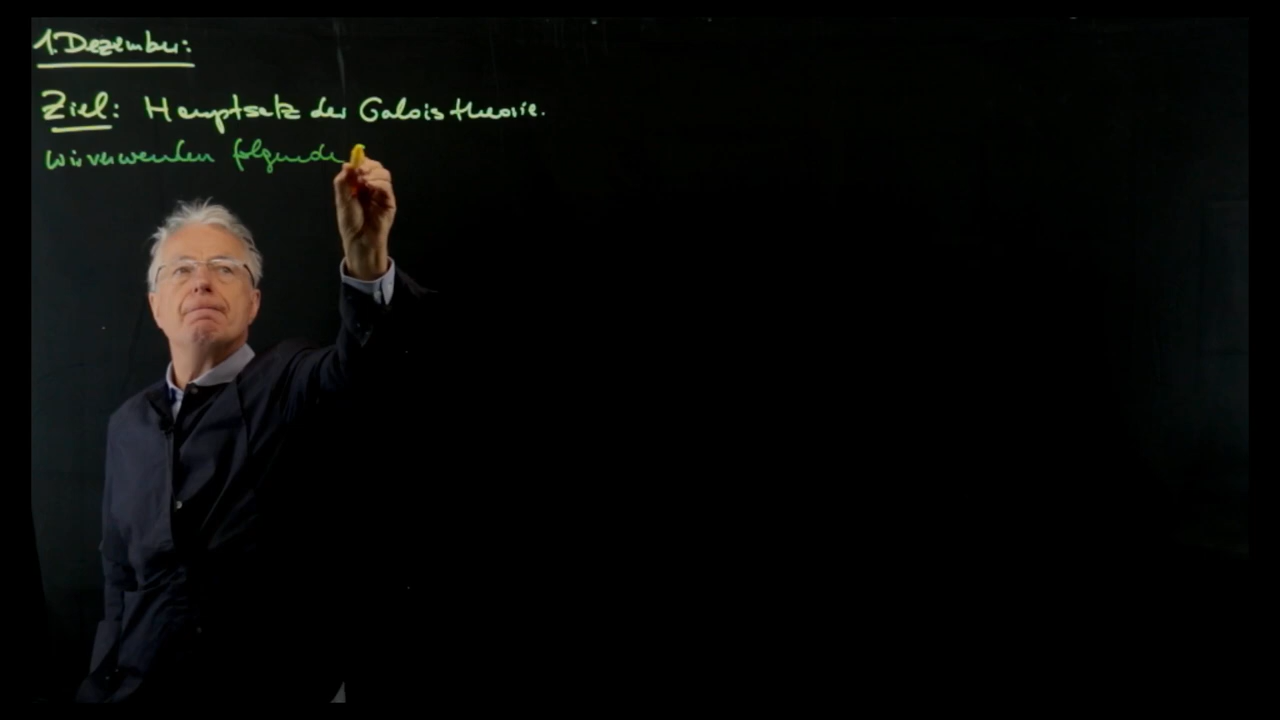 1. Dezember:
Ziel: Hauptsatz der Galoistheorie.
wir verwenden folgende